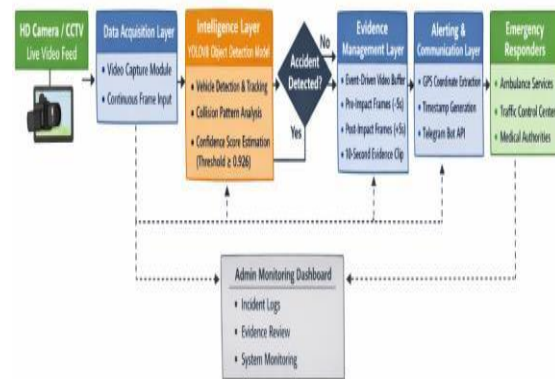 HD Camera / CCTV
Live Video Feed
Data Acquisition Layer
• Video Capture Module
• Continuous Frame Input
Intelligence Layer
YOLOV8 Object Detection Model
• Vehicle Detection & Tracking
• Collision Pattern Analysis
• Confidence Score Estimation
(Threshold ≥ 0.926)
Accident
Detected?
No
Yes
Evidence
Management Layer
• Event-Driven Video Buffer
• Pre-Impact Frames (-5s)
• Post-Impact Frames (+5s)
• 10-Second Evidence Clip
Alerting &
Communication Layer
• GPS Coordinate Extraction
• Timestamp Generation
• Telegram Bot API
Emergency
Responders
• Ambulance Services
• Traffic Control Center
• Medical Authorities
Admin Monitoring Dashboard
• Incident Logs
• Evidence Review
• System Monitoring